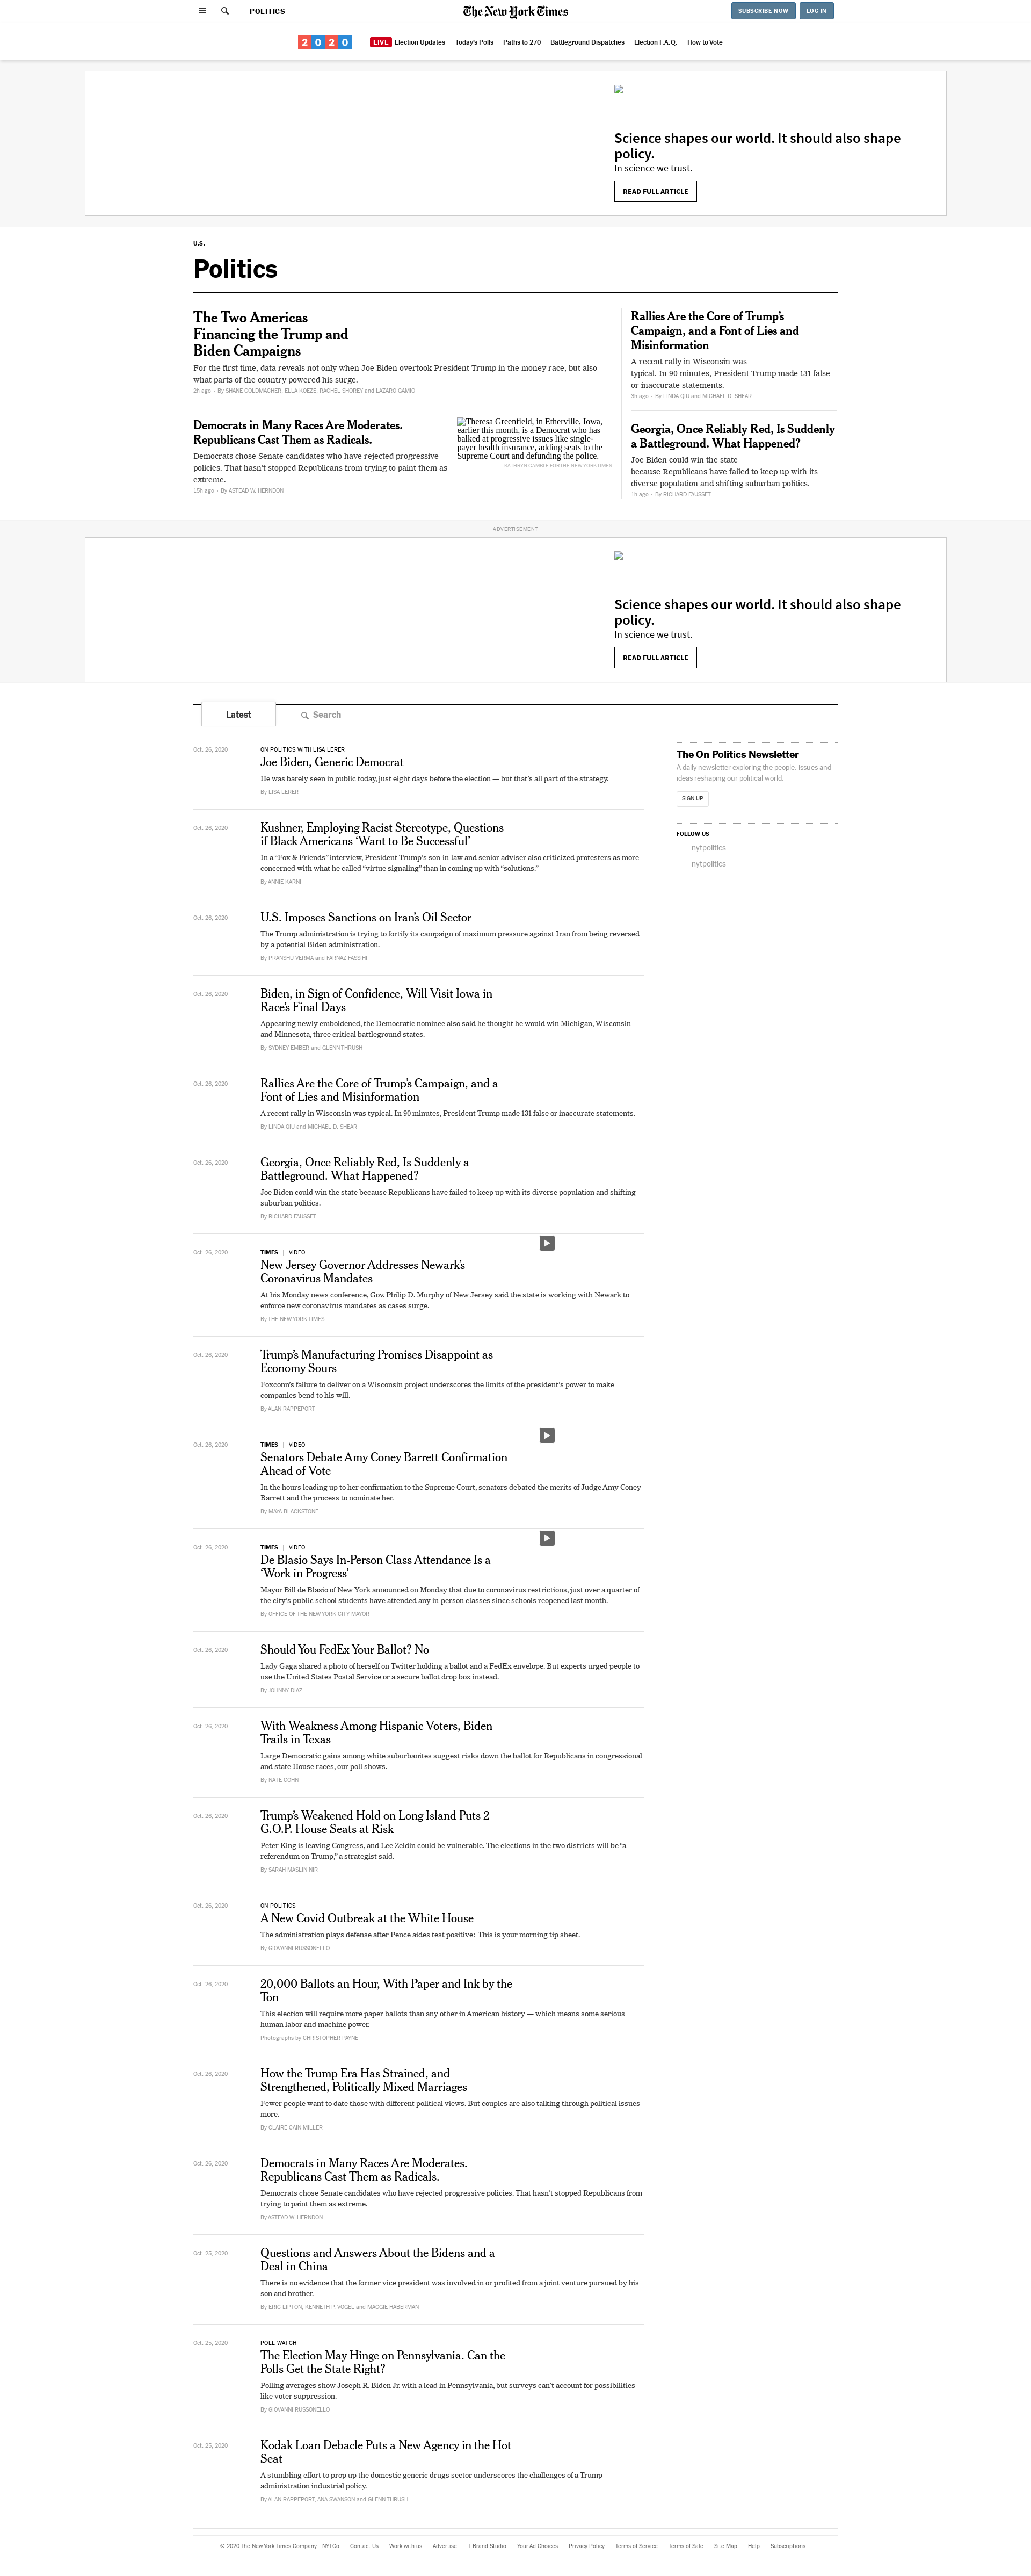 POLITICS
The New York Times
SUBSCRIBE NOW
LOG IN
2020
LIVE Election Updates
Today's Polls
Paths to 270
Battleground Dispatches
Election F.A.Q.
How to Vote
Science shapes our world. It should also shape
policy.
In science we trust.
READ FULL ARTICLE
U.S.
Politics
The Two Americas
Financing the Trump and
Biden Campaigns
For the first time, data reveals not only when Joe Biden overtook President Trump in the money race, but also
what parts of the country powered his surge.
2h ago · By SHANE GOLDMACHER, ELLA KOEZE, RACHEL SHOREY and LAZARO GAMIO
Democrats in Many Races Are Moderates.
Republicans Cast Them as Radicals.
Democrats chose Senate candidates who have rejected progressive
policies. That hasn't stopped Republicans from trying to paint them as
extreme.
15h ago · By ASTEAD W. HERNDON
Theresa Greenfield, in Etherville, Iowa,
earlier this month, is a Democrat who has
balked at progressive issues like single-
payer health insurance, adding seats to the
Supreme Court and defunding the police.
KATHRYN GAMBLE FOR THE NEW YORK TIMES
Rallies Are the Core of Trump's
Campaign, and a Font of Lies and
Misinformation
A recent rally in Wisconsin was
typical. In 90 minutes, President Trump made 131 false
or inaccurate statements.
3h ago · By LINDA QIU and MICHAEL D. SHEAR
Georgia, Once Reliably Red, Is Suddenly
a Battleground. What Happened?
Joe Biden could win the state
because Republicans have failed to keep up with its
diverse population and shifting suburban politics.
1h ago · By RICHARD FAUSSET
ADVERTISEMENT
Science shapes our world. It should also shape
policy.
In science we trust.
READ FULL ARTICLE
Latest
Search
Oct. 26, 2020
ON POLITICS WITH LISA LERER
Joe Biden, Generic Democrat
He was barely seen in public today, just eight days before the election — but that's all part of the strategy.
By LISA LERER
Oct. 26, 2020
Kushner, Employing Racist Stereotype, Questions
if Black Americans 'Want to Be Successful'
In a "Fox & Friends" interview, President Trump's son-in-law and senior adviser also criticized protesters as more
concerned with what he called "virtue signaling" than in coming up with "solutions."
By ANNIE KARNI
Oct. 26, 2020
U.S. Imposes Sanctions on Iran's Oil Sector
The Trump administration is trying to fortify its campaign of maximum pressure against Iran from being reversed
by a potential Biden administration.
By PRANSHU VERMA and FARNAZ FASSIHI
Oct. 26, 2020
Biden, in Sign of Confidence, Will Visit Iowa in
Race's Final Days
Appearing newly emboldened, the Democratic nominee also said he thought he would win Michigan, Wisconsin
and Minnesota, three critical battleground states.
By SYDNEY EMBER and GLENN THRUSH
Oct. 26, 2020
Rallies Are the Core of Trump's Campaign, and a
Font of Lies and Misinformation
A recent rally in Wisconsin was typical. In 90 minutes, President Trump made 131 false or inaccurate statements.
By LINDA QIU and MICHAEL D. SHEAR
Oct. 26, 2020
Georgia, Once Reliably Red, Is Suddenly a
Battleground. What Happened?
Joe Biden could win the state because Republicans have failed to keep up with its diverse population and shifting
suburban politics.
By RICHARD FAUSSET
Oct. 26, 2020
TIMES | VIDEO
New Jersey Governor Addresses Newark's
Coronavirus Mandates
At his Monday news conference, Gov. Philip D. Murphy of New Jersey said the state is working with Newark to
enforce new coronavirus mandates as cases surge.
By THE NEW YORK TIMES
Oct. 26, 2020
Trump's Manufacturing Promises Disappoint as
Economy Sours
Foxconn's failure to deliver on a Wisconsin project underscores the limits of the president's power to make
companies bend to his will.
By ALAN RAPPEPORT
Oct. 26, 2020
TIMES | VIDEO
Senators Debate Amy Coney Barrett Confirmation
Ahead of Vote
In the hours leading up to her confirmation to the Supreme Court, senators debated the merits of Judge Amy Coney
Barrett and the process to nominate her.
By MAYA BLACKSTONE
Oct. 26, 2020
TIMES | VIDEO
De Blasio Says In-Person Class Attendance Is a
'Work in Progress'
Mayor Bill de Blasio of New York announced on Monday that due to coronavirus restrictions, just over a quarter of
the city's public school students have attended any in-person classes since schools reopened last month.
By OFFICE OF THE NEW YORK CITY MAYOR
Oct. 26, 2020
Should You FedEx Your Ballot? No
Lady Gaga shared a photo of herself on Twitter holding a ballot and a FedEx envelope. But experts urged people to
use the United States Postal Service or a secure ballot drop box instead.
By JOHNNY DIAZ
Oct. 26, 2020
With Weakness Among Hispanic Voters, Biden
Trails in Texas
Large Democratic gains among white suburbanites suggest risks down the ballot for Republicans in congressional
and state House races, our poll shows.
By NATE COHN
Oct. 26, 2020
Trump's Weakened Hold on Long Island Puts 2
G.O.P. House Seats at Risk
Peter King is leaving Congress, and Lee Zeldin could be vulnerable. The elections in the two districts will be "a
referendum on Trump," a strategist said.
By SARAH MASLIN NIR
Oct. 26, 2020
ON POLITICS
A New Covid Outbreak at the White House
The administration plays defense after Pence aides test positive: This is your morning tip sheet.
By GIOVANNI RUSSONELLO
Oct. 26, 2020
20,000 Ballots an Hour, With Paper and Ink by the
Ton
This election will require more paper ballots than any other in American history — which means some serious
human labor and machine power.
Photographs by CHRISTOPHER PAYNE
Oct. 26, 2020
How the Trump Era Has Strained, and
Strengthened, Politically Mixed Marriages
Fewer people want to date those with different political views. But couples are also talking through political issues
more.
By CLAIRE CAIN MILLER
Oct. 26, 2020
Democrats in Many Races Are Moderates.
Republicans Cast Them as Radicals.
Democrats chose Senate candidates who have rejected progressive policies. That hasn't stopped Republicans from
trying to paint them as extreme.
By ASTEAD W. HERNDON
Oct. 25, 2020
Questions and Answers About the Bidens and a
Deal in China
There is no evidence that the former vice president was involved in or profited from a joint venture pursued by his
son and brother.
By ERIC LIPTON, KENNETH P. VOGEL and MAGGIE HABERMAN
Oct. 25, 2020
POLL WATCH
The Election May Hinge on Pennsylvania. Can the
Polls Get the State Right?
Polling averages show Joseph R. Biden Jr. with a lead in Pennsylvania, but surveys can't account for possibilities
like voter suppression.
By GIOVANNI RUSSONELLO
Oct. 25, 2020
Kodak Loan Debacle Puts a New Agency in the Hot
Seat
A stumbling effort to prop up the domestic generic drugs sector underscores the challenges of a Trump
administration industrial policy.
By ALAN RAPPEPORT, ANA SWANSON and GLENN THRUSH
The On Politics Newsletter
A daily newsletter exploring the people, issues and
ideas reshaping our political world.
SIGN UP
FOLLOW US
nytpolitics
nytpolitics
© 2020 The New York Times Company
NYTCo
Contact Us
Work with us
Advertise
T Brand Studio
Your Ad Choices
Privacy Policy
Terms of Service
Terms of Sale
Site Map
Help
Subscriptions